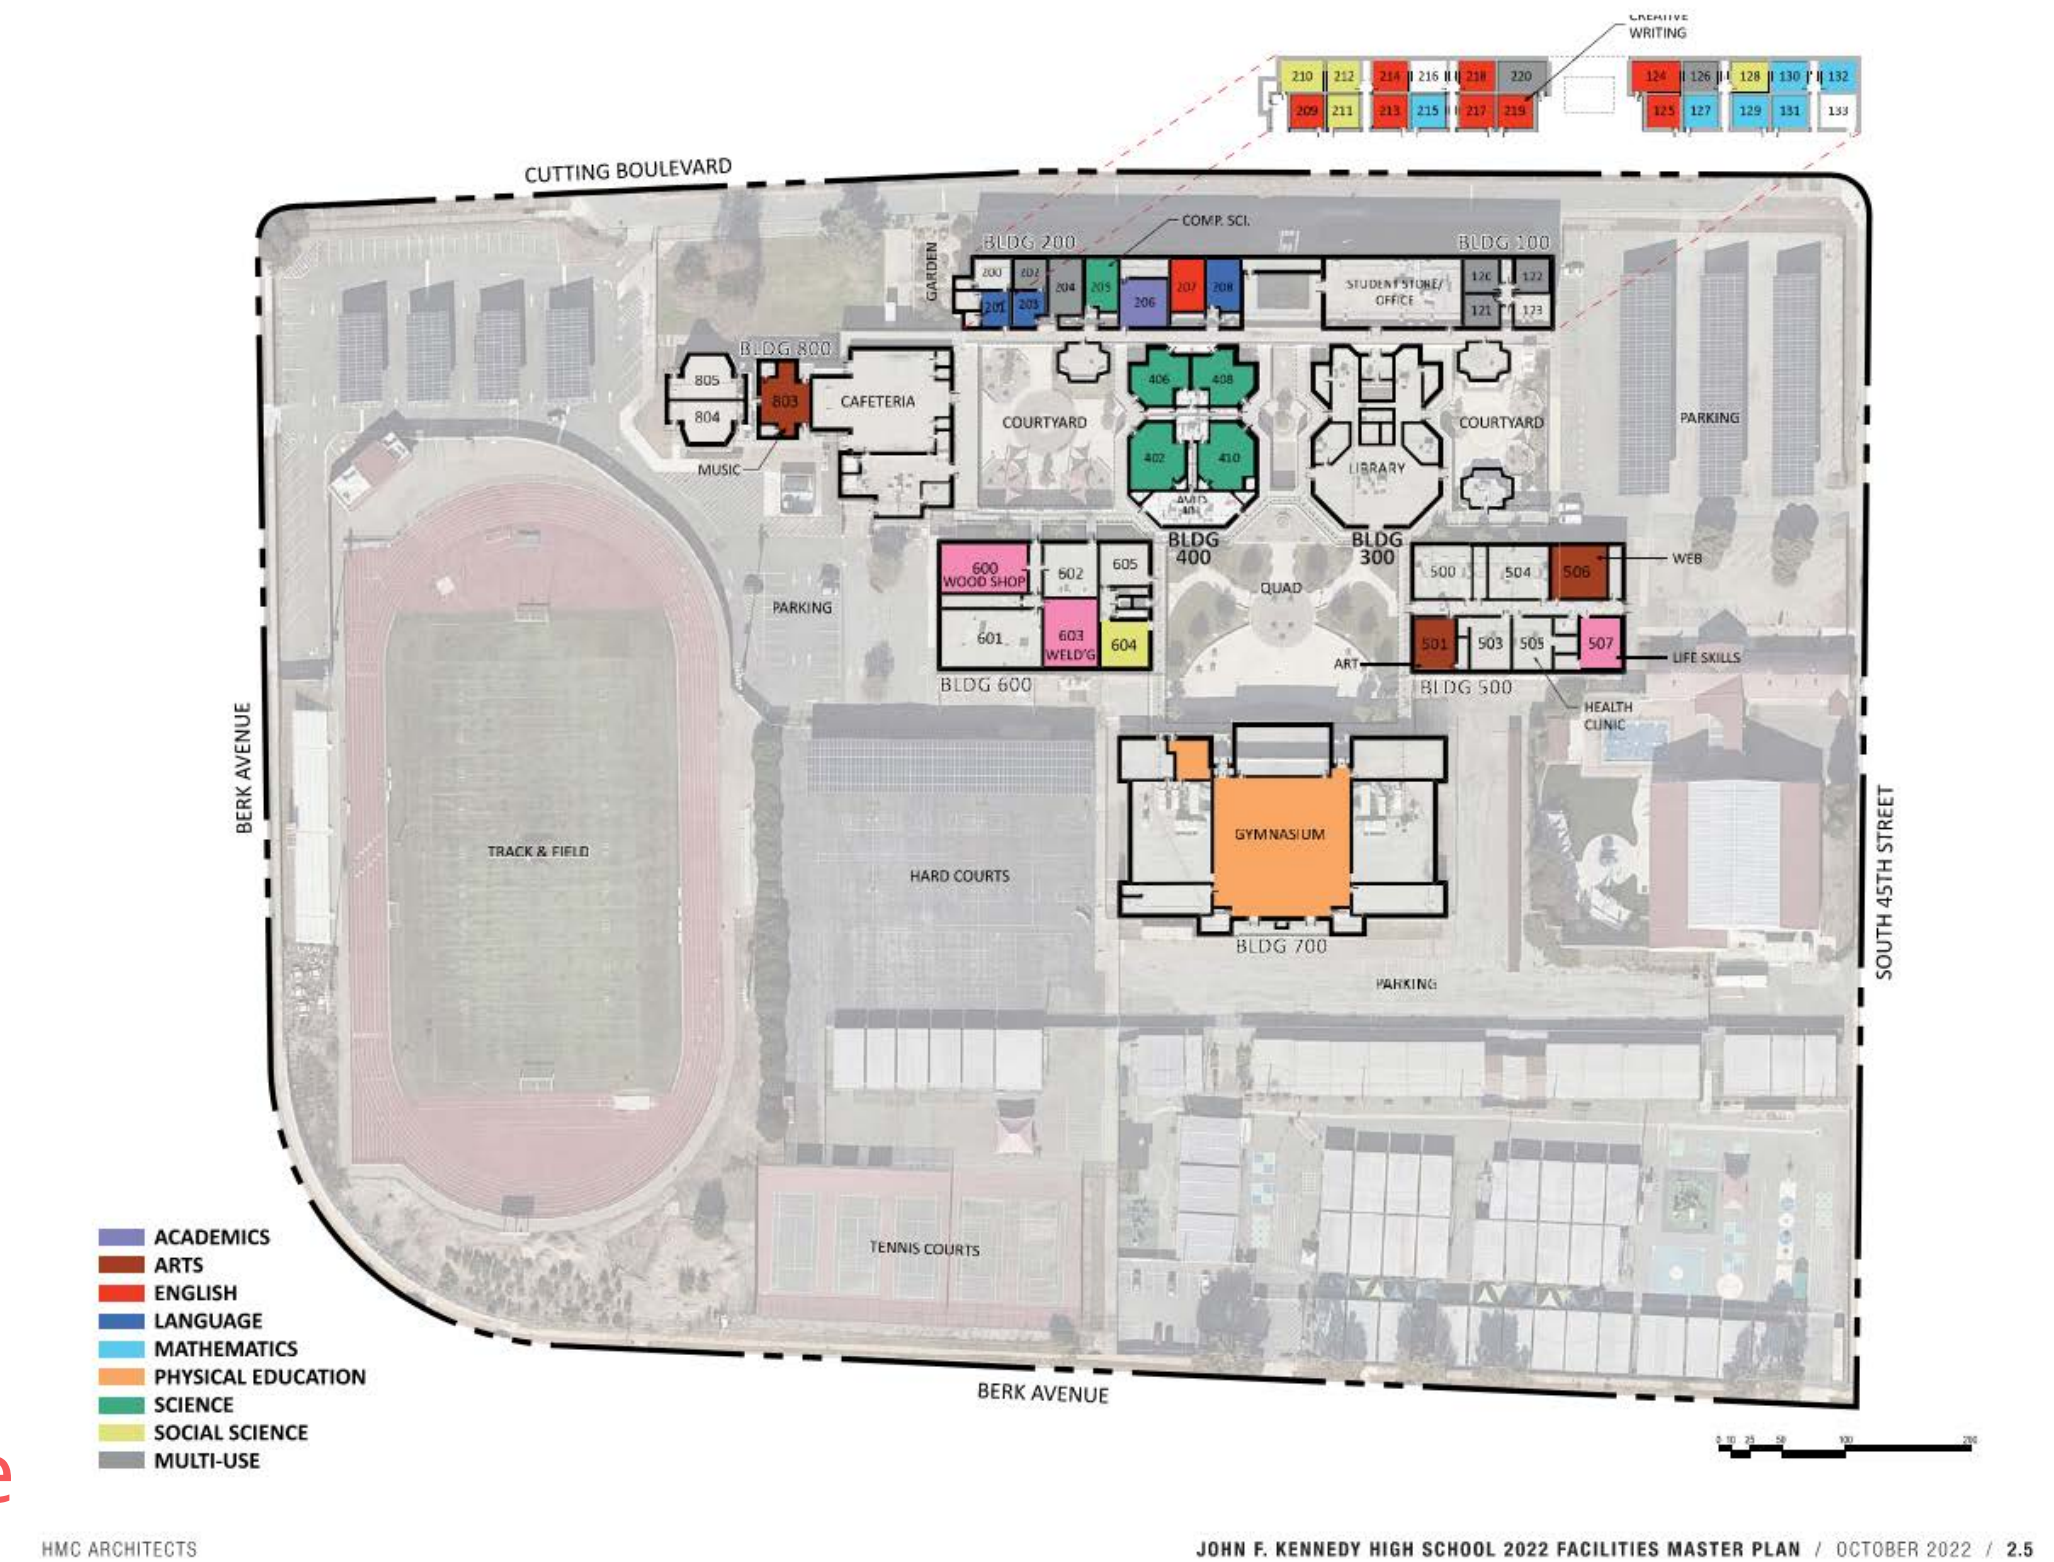 WRITING
210 212 214 216 218 220 124 126 128 130 132
209 211 213 215 217 219 125 127 129 131 133
CUTTING BOULEVARD
COMP. SCI.
BLDG 200
BLDG 100
GARDEN
200 202 204 205 206 207 208
201 203
STUDENT STORE/
OFFICE
120 122
121 123
BLDG 800
805
804
803
MUSIC
CAFETERIA
COURTYARD
406 408
402 410
AVID
BLDG
400
LIBRARY
BLDG
300
COURTYARD
PARKING
600
WOOD SHOP
602
605
601
603
WELD'G
604
BLDG 600
PARKING
QUAD
500 504 506
WEB
501 503 505 507
ART
LIFE SKILLS
BLDG 500
HEALTH
CLINIC
BERK AVENUE
TRACK & FIELD
HARD COURTS
GYMNASIUM
BLDG 700
SOUTH 45TH STREET
PARKING
TENNIS COURTS
BERK AVENUE
ACADEMICS
ARTS
ENGLISH
LANGUAGE
MATHEMATICS
PHYSICAL EDUCATION
SCIENCE
SOCIAL SCIENCE
MULTI-USE
0 10 25 50 100 200
e
HMC ARCHITECTS
JOHN F. KENNEDY HIGH SCHOOL 2022 FACILITIES MASTER PLAN / OCTOBER 2022 / 2.5